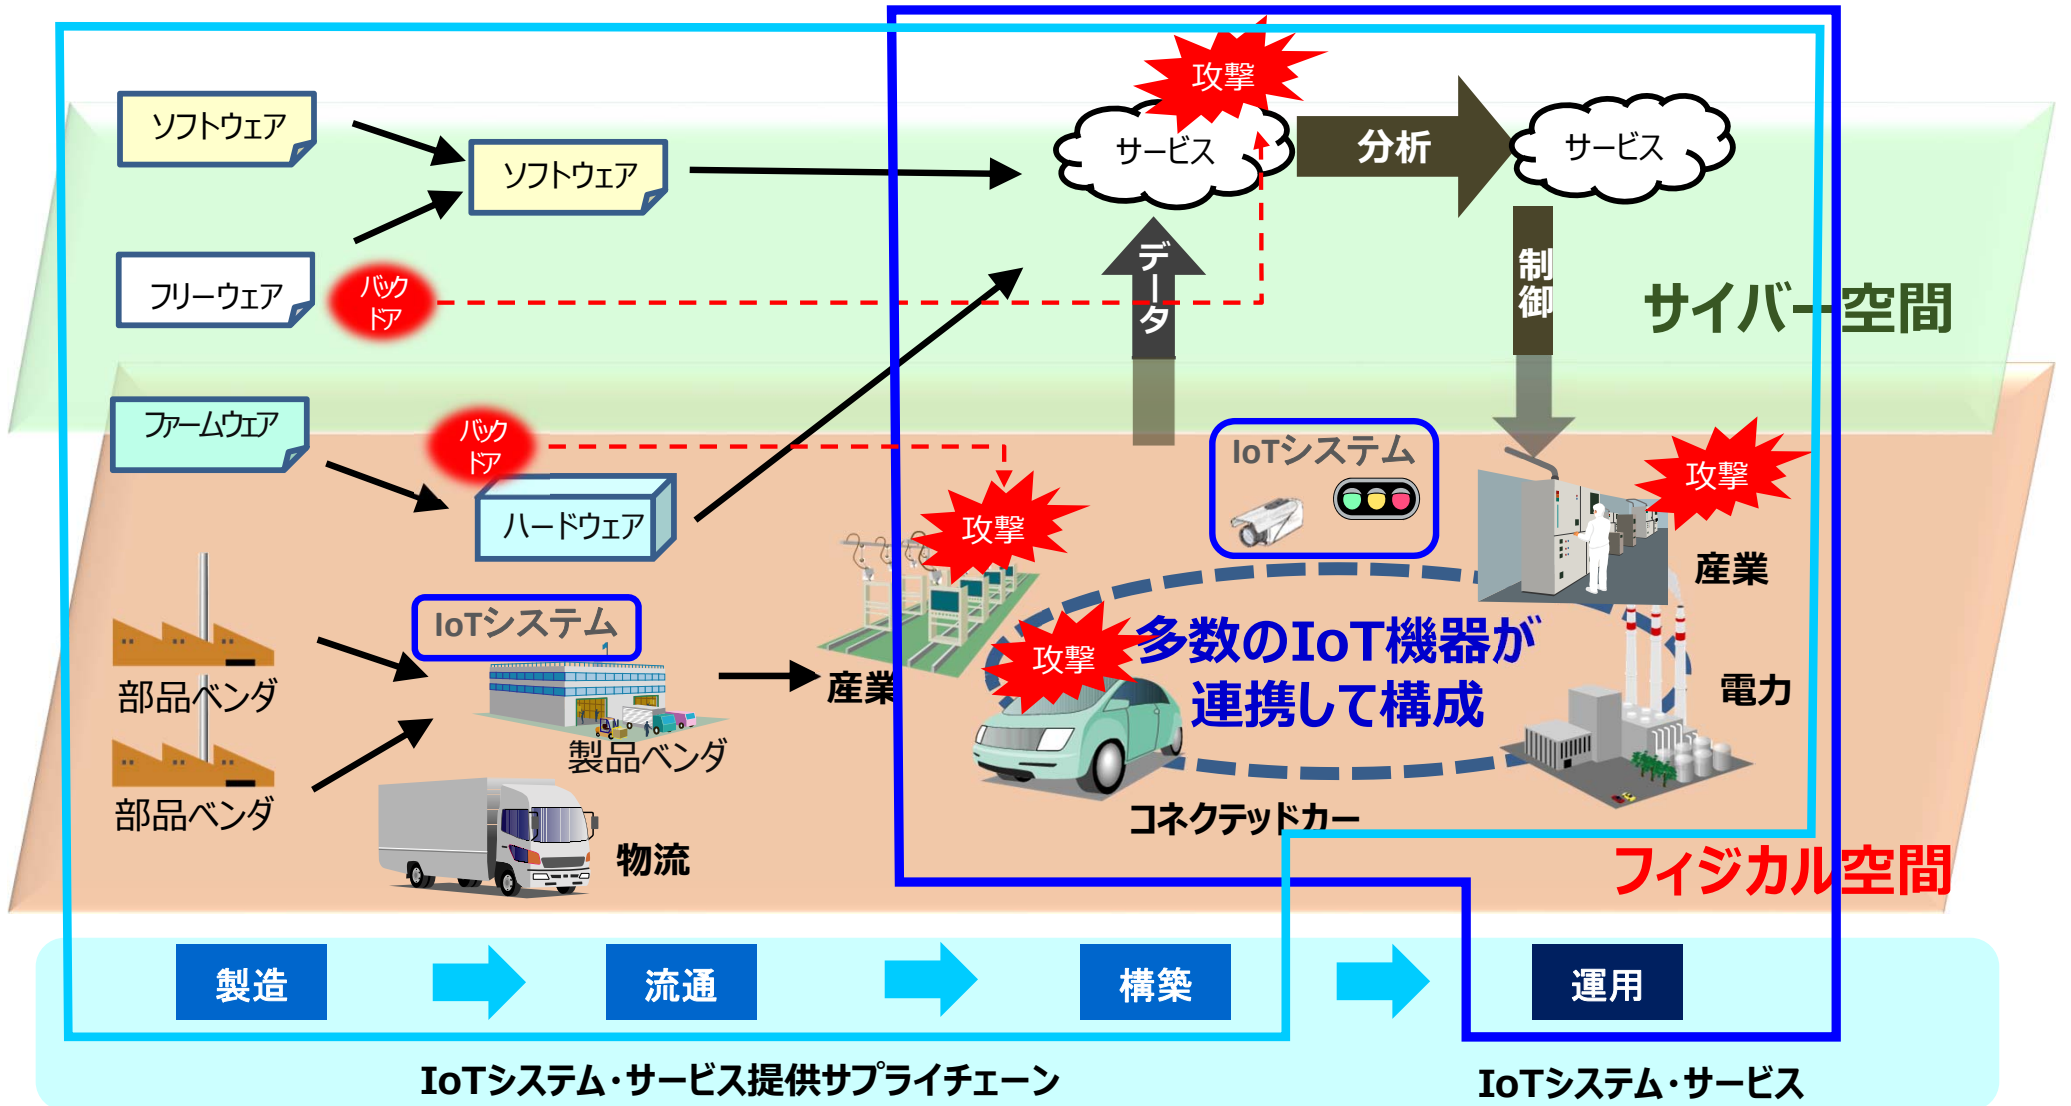 攻撃
ソフトウェア
ソフトウェア
サービス
分析
サービス
フリーウェア
バック
ドア
データ
制御
サイバー空間
ファームウェア
バック
ドア
ハードウェア
IoTシステム
攻撃
攻撃
産業
IoTシステム
部品ベンダ
製品ベンダ
産業
攻撃
多数のIoT機器が
連携して構成
電力
部品ベンダ
物流
コネクテッドカー
フィジカル空間
製造
流通
構築
運用
IoTシステム・サービス提供サプライチェーン
IoTシステム・サービス